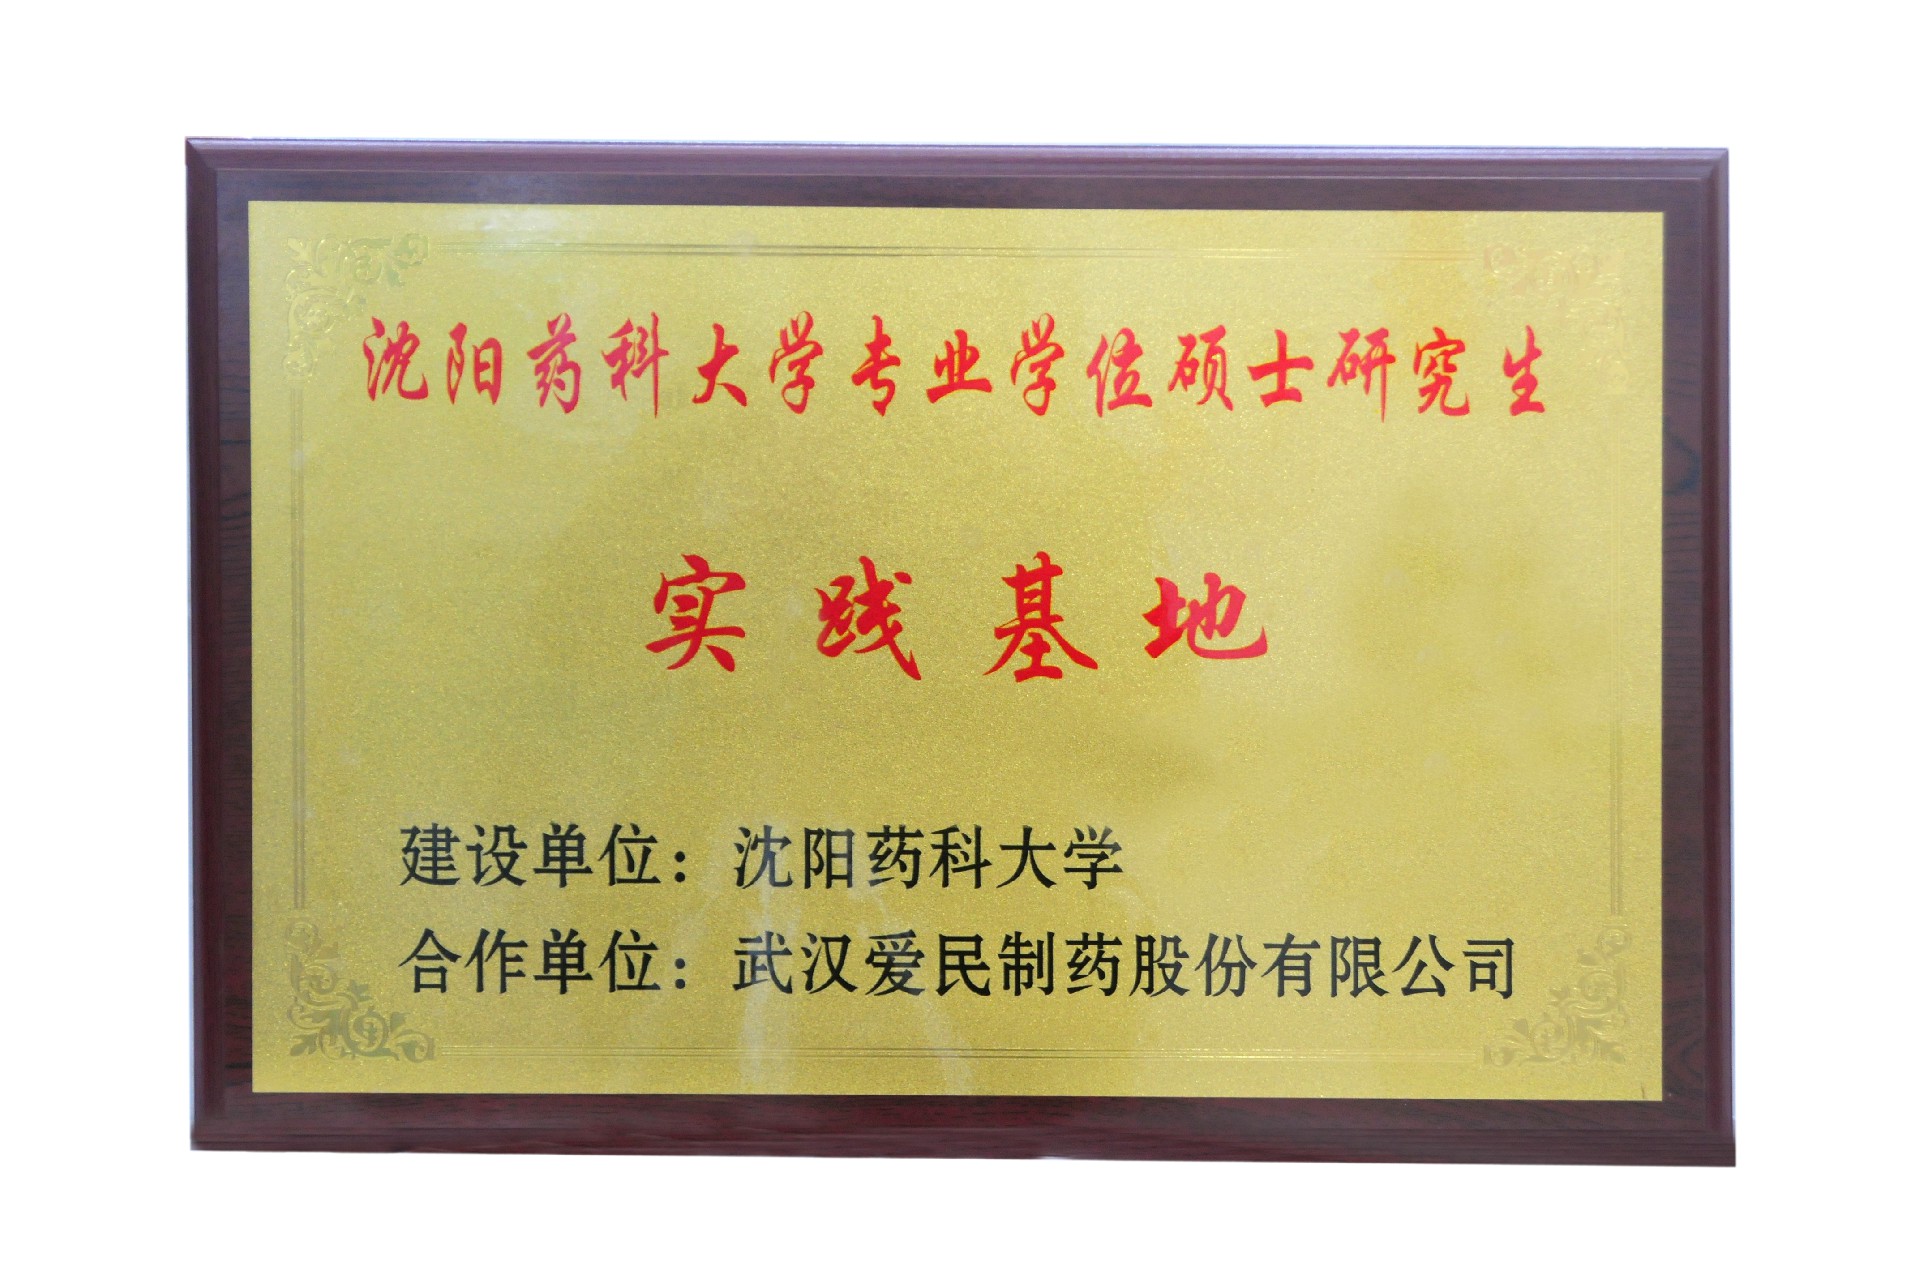 沈阳药科大学专业学位硕士研究生
实践基地
建设单位：沈阳药科大学
合作单位：武汉爱民制药股份有限公司